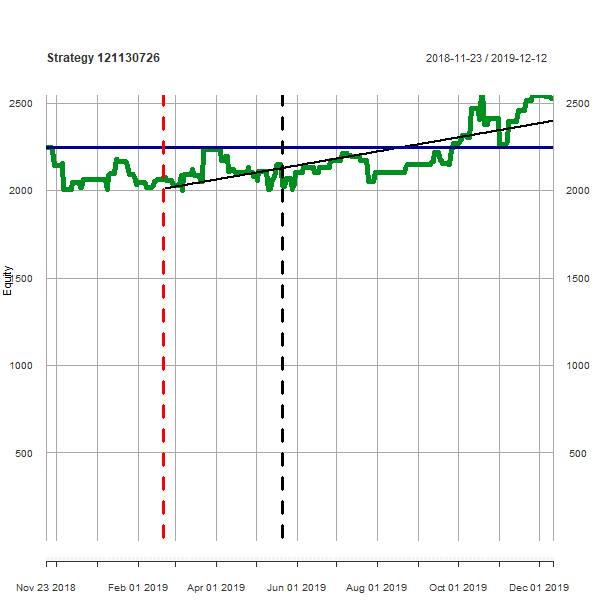 Strategy 121130726
2018-11-23 / 2019-12-12
2500
2500
2000
2000
1500
1500
1000
1000
500
500
Equity
Nov 23 2018
Feb 01 2019
Apr 01 2019
Jun 01 2019
Aug 01 2019
Oct 01 2019
Dec 01 2019